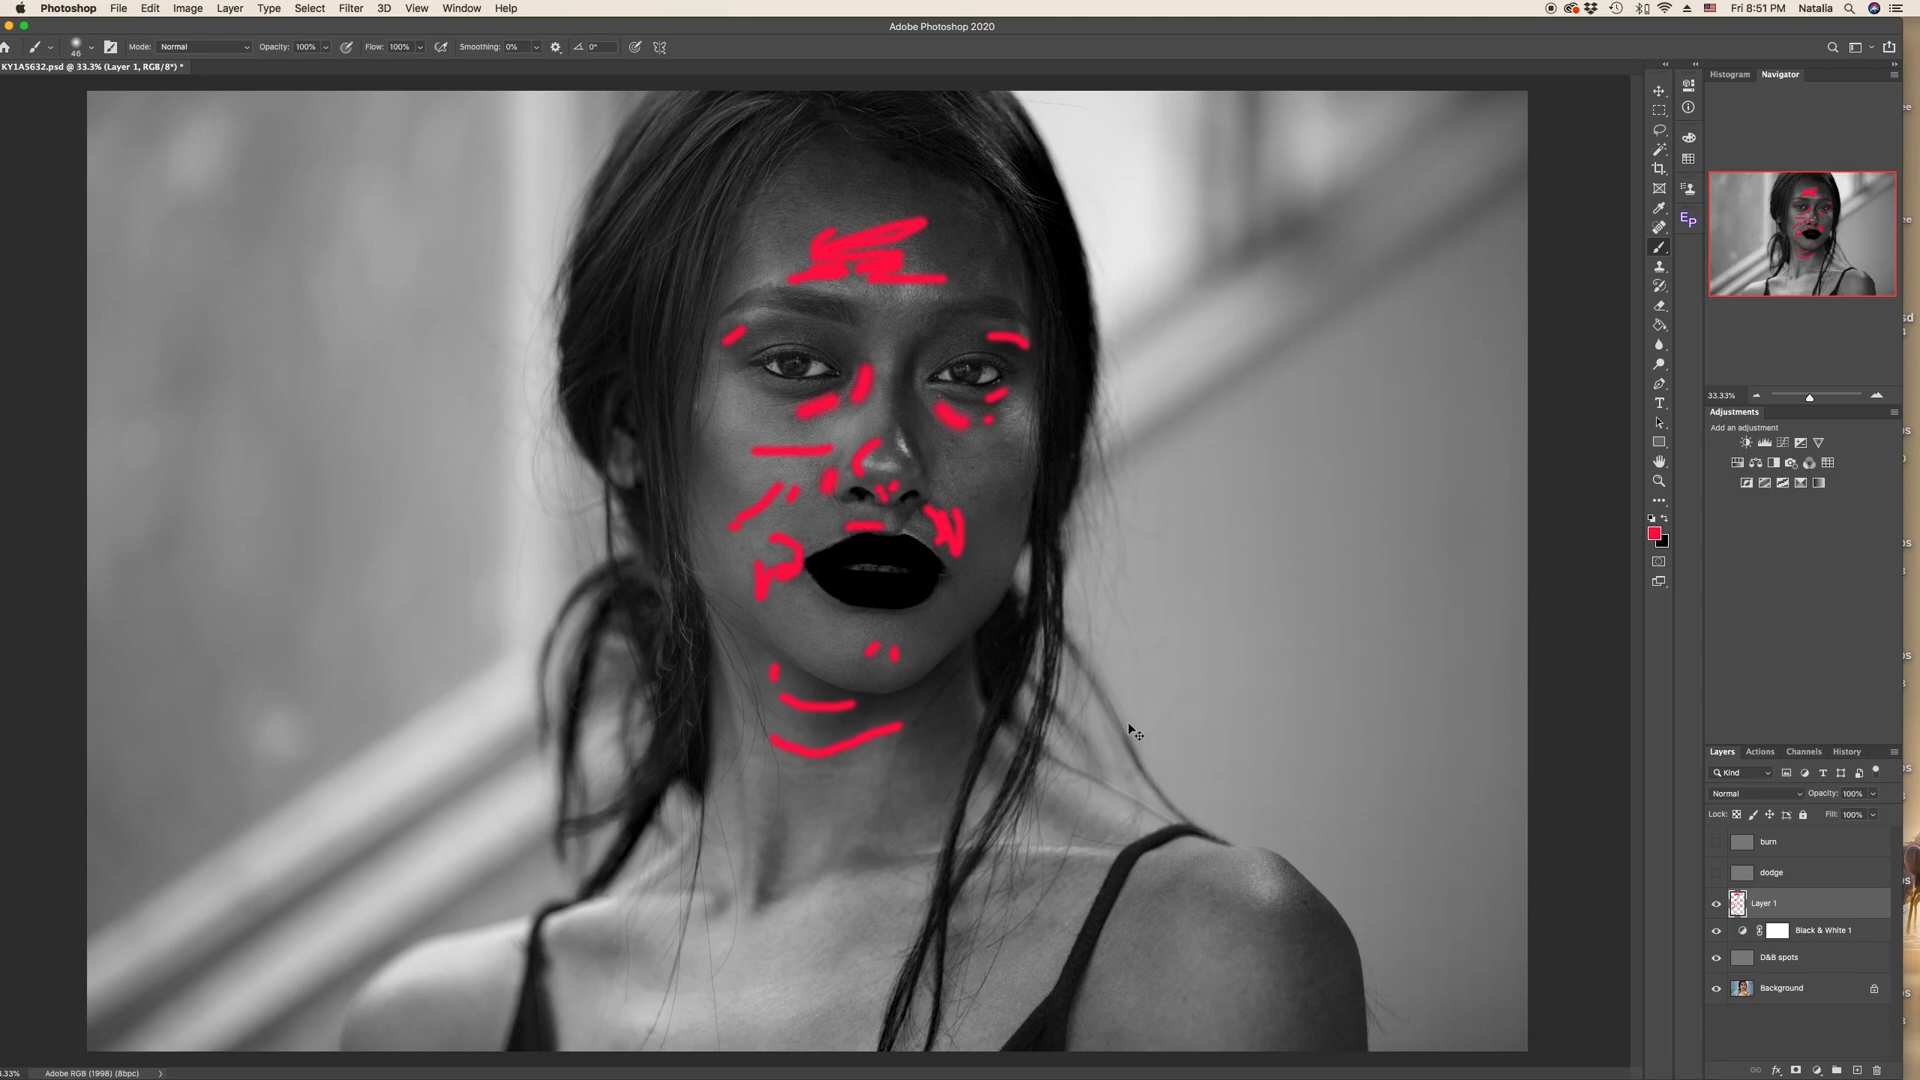 Photoshop File Edit Image Layer Type Select Filter 3D View Window Help Fri 8:51 PM Natalia
Adobe Photoshop 2020
46 Mode: Normal Opacity: 100% Flow: 100% Smoothing: 0% 0°
KY1A5632.psd @ 33.3% (Layer 1, RGB/8*) *
Histogram Navigator
EP
33.33%
Adjustments
Add an adjustment
Layers Actions Channels History
Kind
Normal Opacity: 100%
Lock: Fill: 100%
burn
dodge
Layer 1
Black & White 1
D&B spots
Background
Adobe RGB (1998) (8bpc)